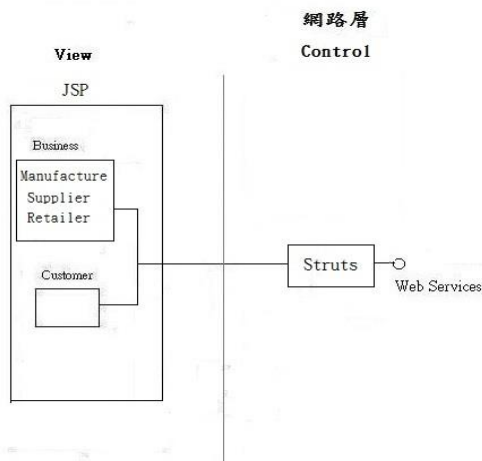 網路層
View
Control
JSP
Business
Manufacture
Supplier
Retailer
Customer
Struts
Web Services